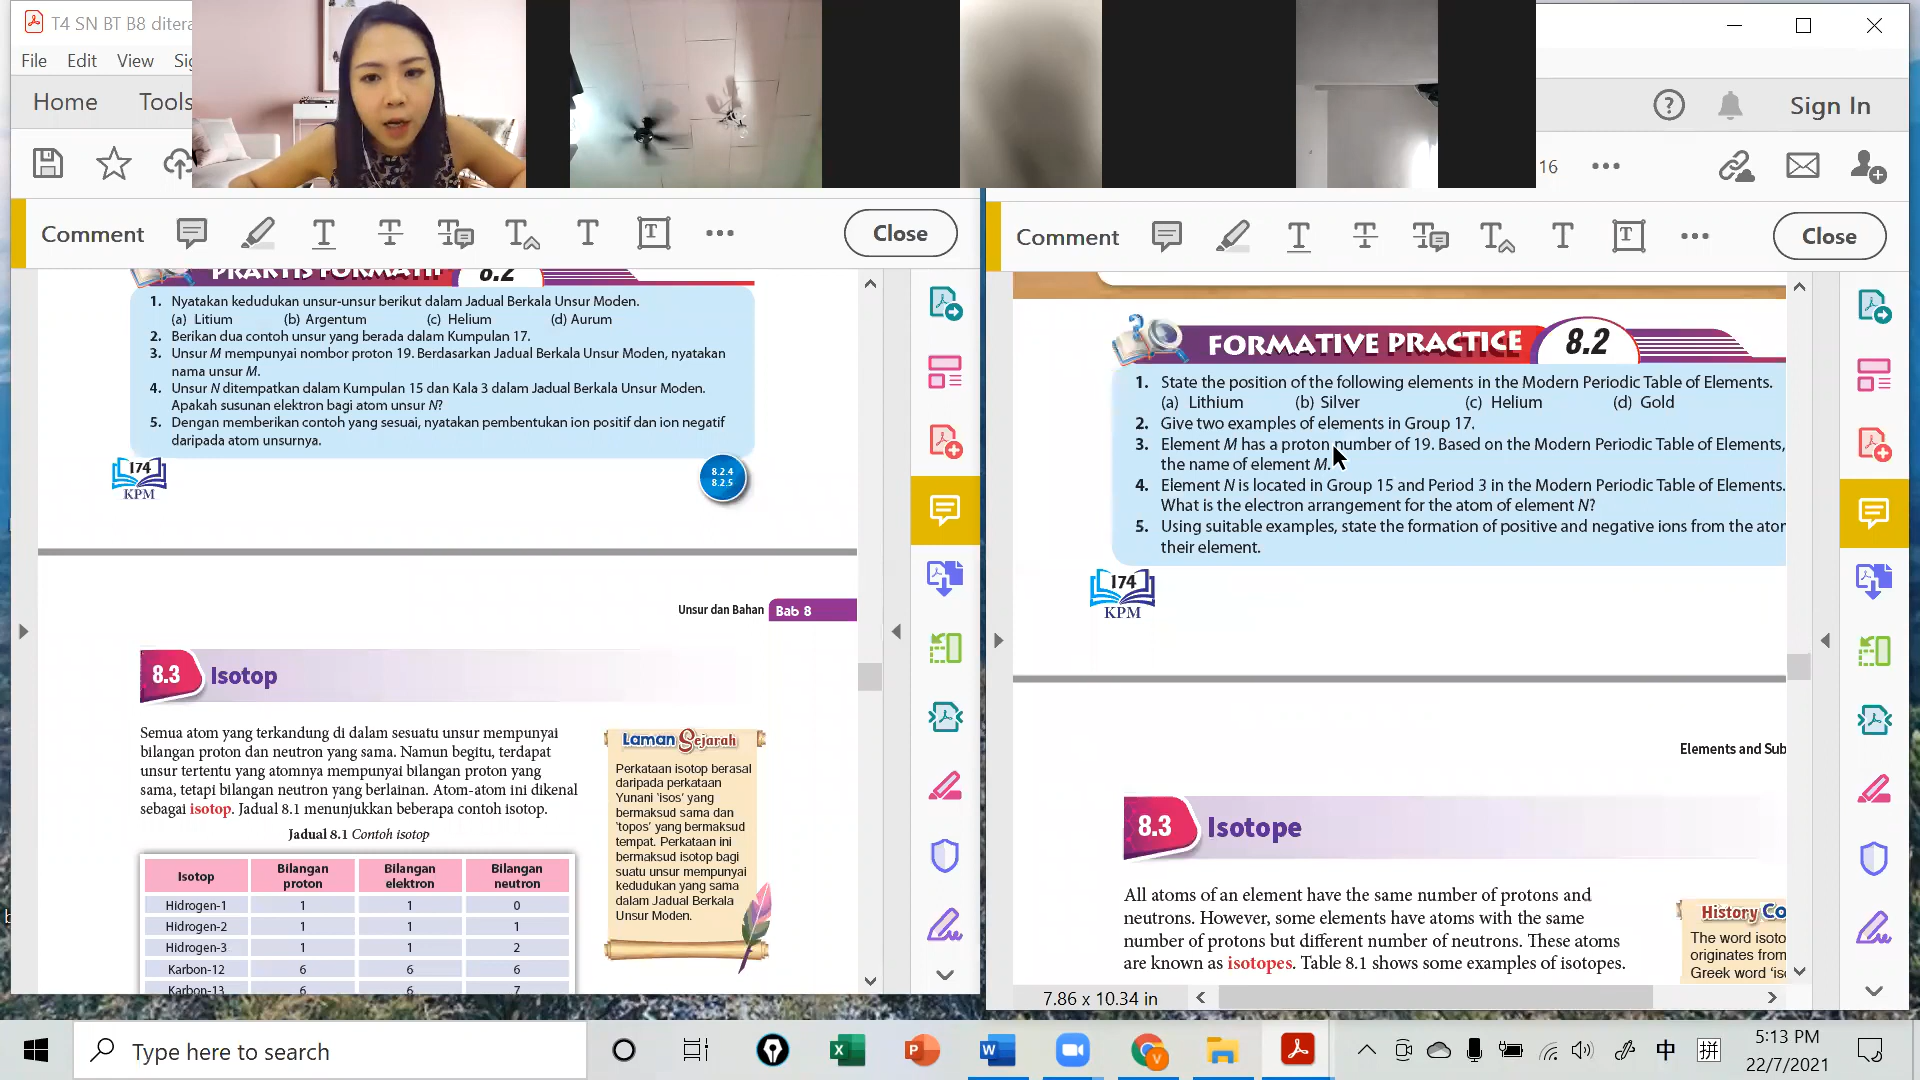 T4 SN BT B8 ditera
File Edit View Sig
Home Tools
Sign In
16
Comment
Close
Comment
Close
PRAKTIS FORMATIF 8.2
1. Nyatakan kedudukan unsur-unsur berikut dalam Jadual Berkala Unsur Moden.
(a) Litium (b) Argentum (c) Helium (d) Aurum
2. Berikan dua contoh unsur yang berada dalam Kumpulan 17.
3. Unsur M mempunyai nombor proton 19. Berdasarkan Jadual Berkala Unsur Moden, nyatakan
nama unsur M.
4. Unsur N ditempatkan dalam Kumpulan 15 dan Kala 3 dalam Jadual Berkala Unsur Moden.
Apakah susunan elektron bagi atom unsur N?
5. Dengan memberikan contoh yang sesuai, nyatakan pembentukan ion positif dan ion negatif
daripada atom unsurnya.
174
KPM
8.2.4
8.2.5
Unsur dan Bahan Bab 8
8.3 Isotop
Semua atom yang terkandung di dalam sesuatu unsur mempunyai
bilangan proton dan neutron yang sama. Namun begitu, terdapat
unsur tertentu yang atomnya mempunyai bilangan proton yang
sama, tetapi bilangan neutron yang berlainan. Atom-atom ini dikenal
sebagai isotop. Jadual 8.1 menunjukkan beberapa contoh isotop.
Jadual 8.1 Contoh isotop
Isotop Bilangan proton Bilangan elektron Bilangan neutron
Hidrogen-1 1 1 0
Hidrogen-2 1 1 1
Hidrogen-3 1 1 2
Karbon-12 6 6 6
Karbon-13 6 6 7
Laman Sejarah
Perkataan isotop berasal
daripada perkataan
Yunani 'isos' yang
bermaksud sama dan
'topos' yang bermaksud
tempat. Perkataan ini
bermaksud isotop bagi
suatu unsur mempunyai
kedudukan yang sama
dalam Jadual Berkala
Unsur Moden.
FORMATIVE PRACTICE 8.2
1. State the position of the following elements in the Modern Periodic Table of Elements.
(a) Lithium (b) Silver (c) Helium (d) Gold
2. Give two examples of elements in Group 17.
3. Element M has a proton number of 19. Based on the Modern Periodic Table of Elements,
the name of element M.
4. Element N is located in Group 15 and Period 3 in the Modern Periodic Table of Elements.
What is the electron arrangement for the atom of element N?
5. Using suitable examples, state the formation of positive and negative ions from the ator
their element.
174
KPM
Elements and Sub
8.3 Isotope
All atoms of an element have the same number of protons and
neutrons. However, some elements have atoms with the same
number of protons but different number of neutrons. These atoms
are known as isotopes. Table 8.1 shows some examples of isotopes.
History Co
The word isoto
originates from
Greek word 'iso
7.86 x 10.34 in
Type here to search
中 拼
5:13 PM
22/7/2021